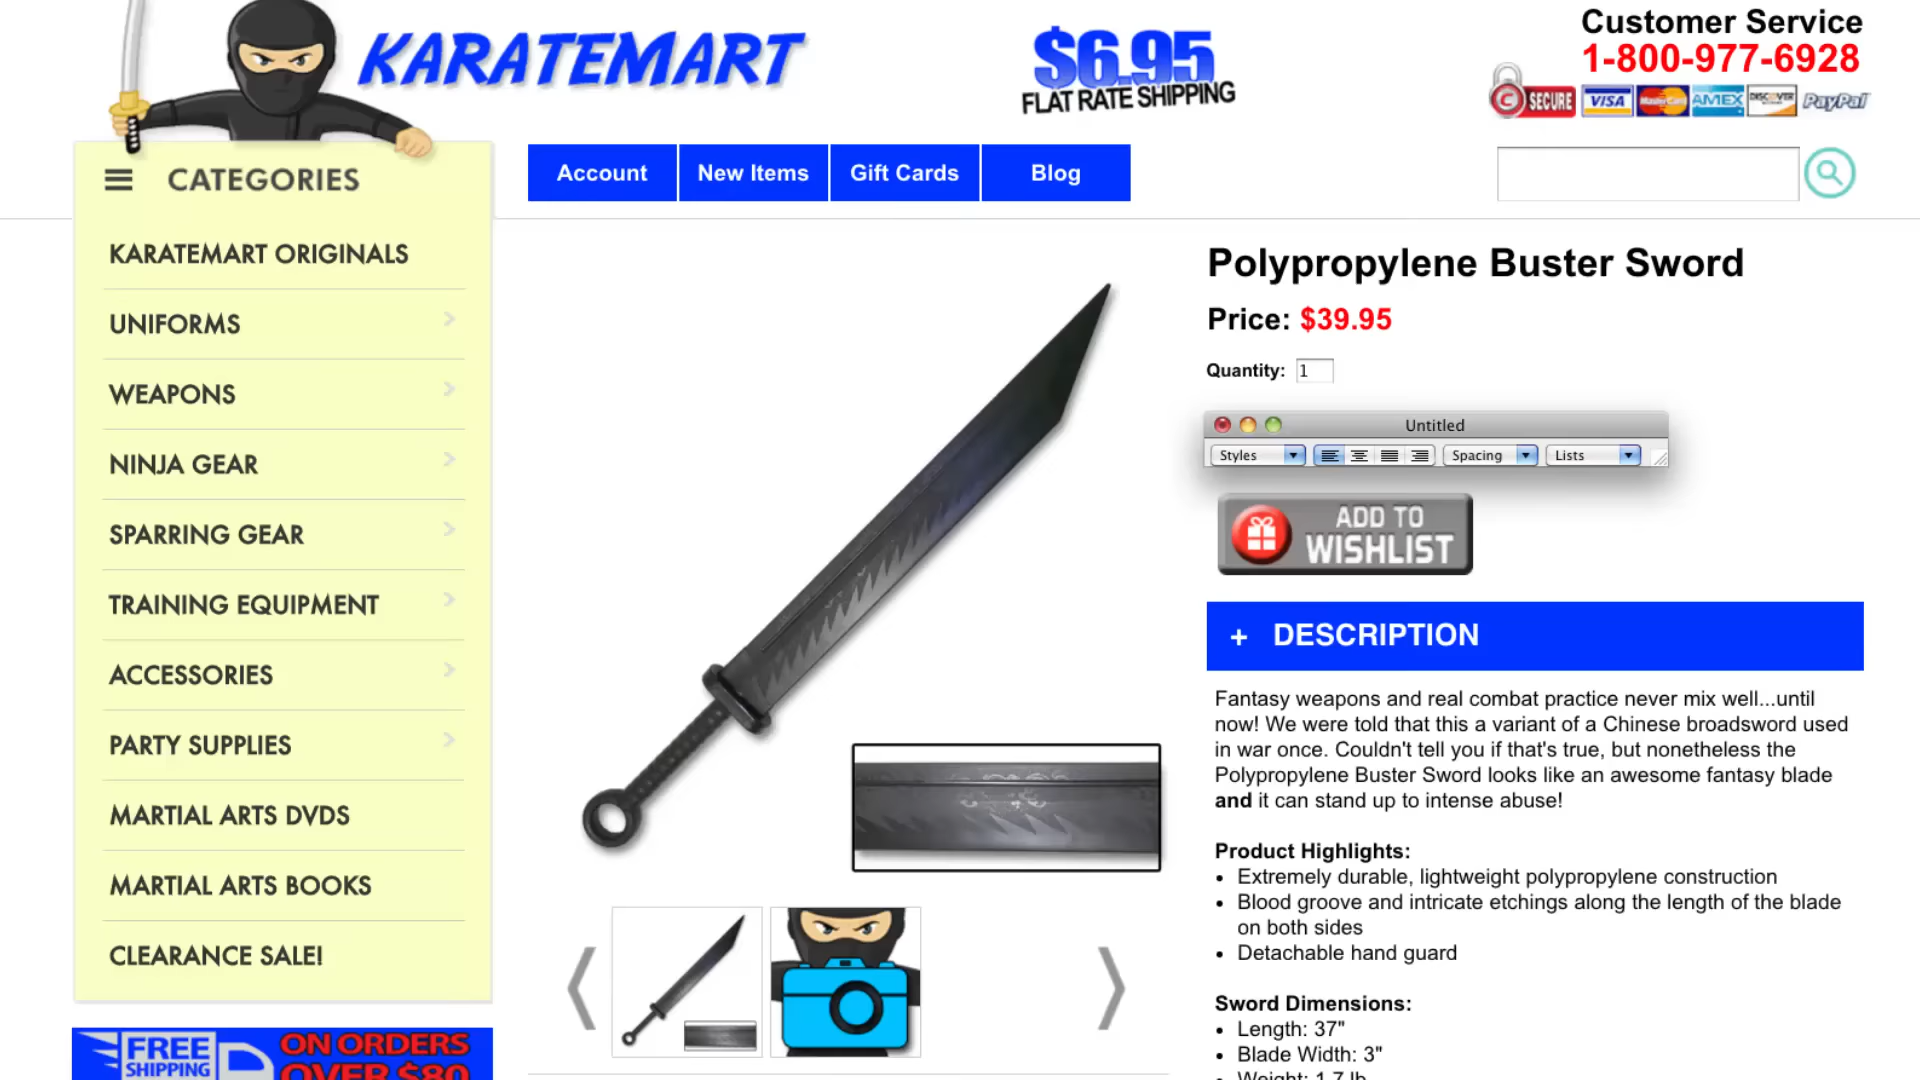 KARATEMART
$6.95
FLAT RATE SHIPPING
Customer Service
1-800-977-6928
SECURE
VISA
MasterCard
AMEX
DISCOVER
PayPal
CATEGORIES
Account
New Items
Gift Cards
Blog
KARATEMART ORIGINALS
UNIFORMS
WEAPONS
NINJA GEAR
SPARRING GEAR
TRAINING EQUIPMENT
ACCESSORIES
PARTY SUPPLIES
MARTIAL ARTS DVDS
MARTIAL ARTS BOOKS
CLEARANCE SALE!
FREE
SHIPPING
ON ORDERS
OVER $80
Polypropylene Buster Sword
Price: $39.95
Quantity: 1
Untitled
Styles
Spacing
Lists
ADD TO
WISHLIST
+ DESCRIPTION
Fantasy weapons and real combat practice never mix well...until
now! We were told that this a variant of a Chinese broadsword used
in war once. Couldn't tell you if that's true, but nonetheless the
Polypropylene Buster Sword looks like an awesome fantasy blade
and it can stand up to intense abuse!
Product Highlights:
• Extremely durable, lightweight polypropylene construction
• Blood groove and intricate etchings along the length of the blade
on both sides
• Detachable hand guard
Sword Dimensions:
• Length: 37"
• Blade Width: 3"
• Weight: 1.7 lb